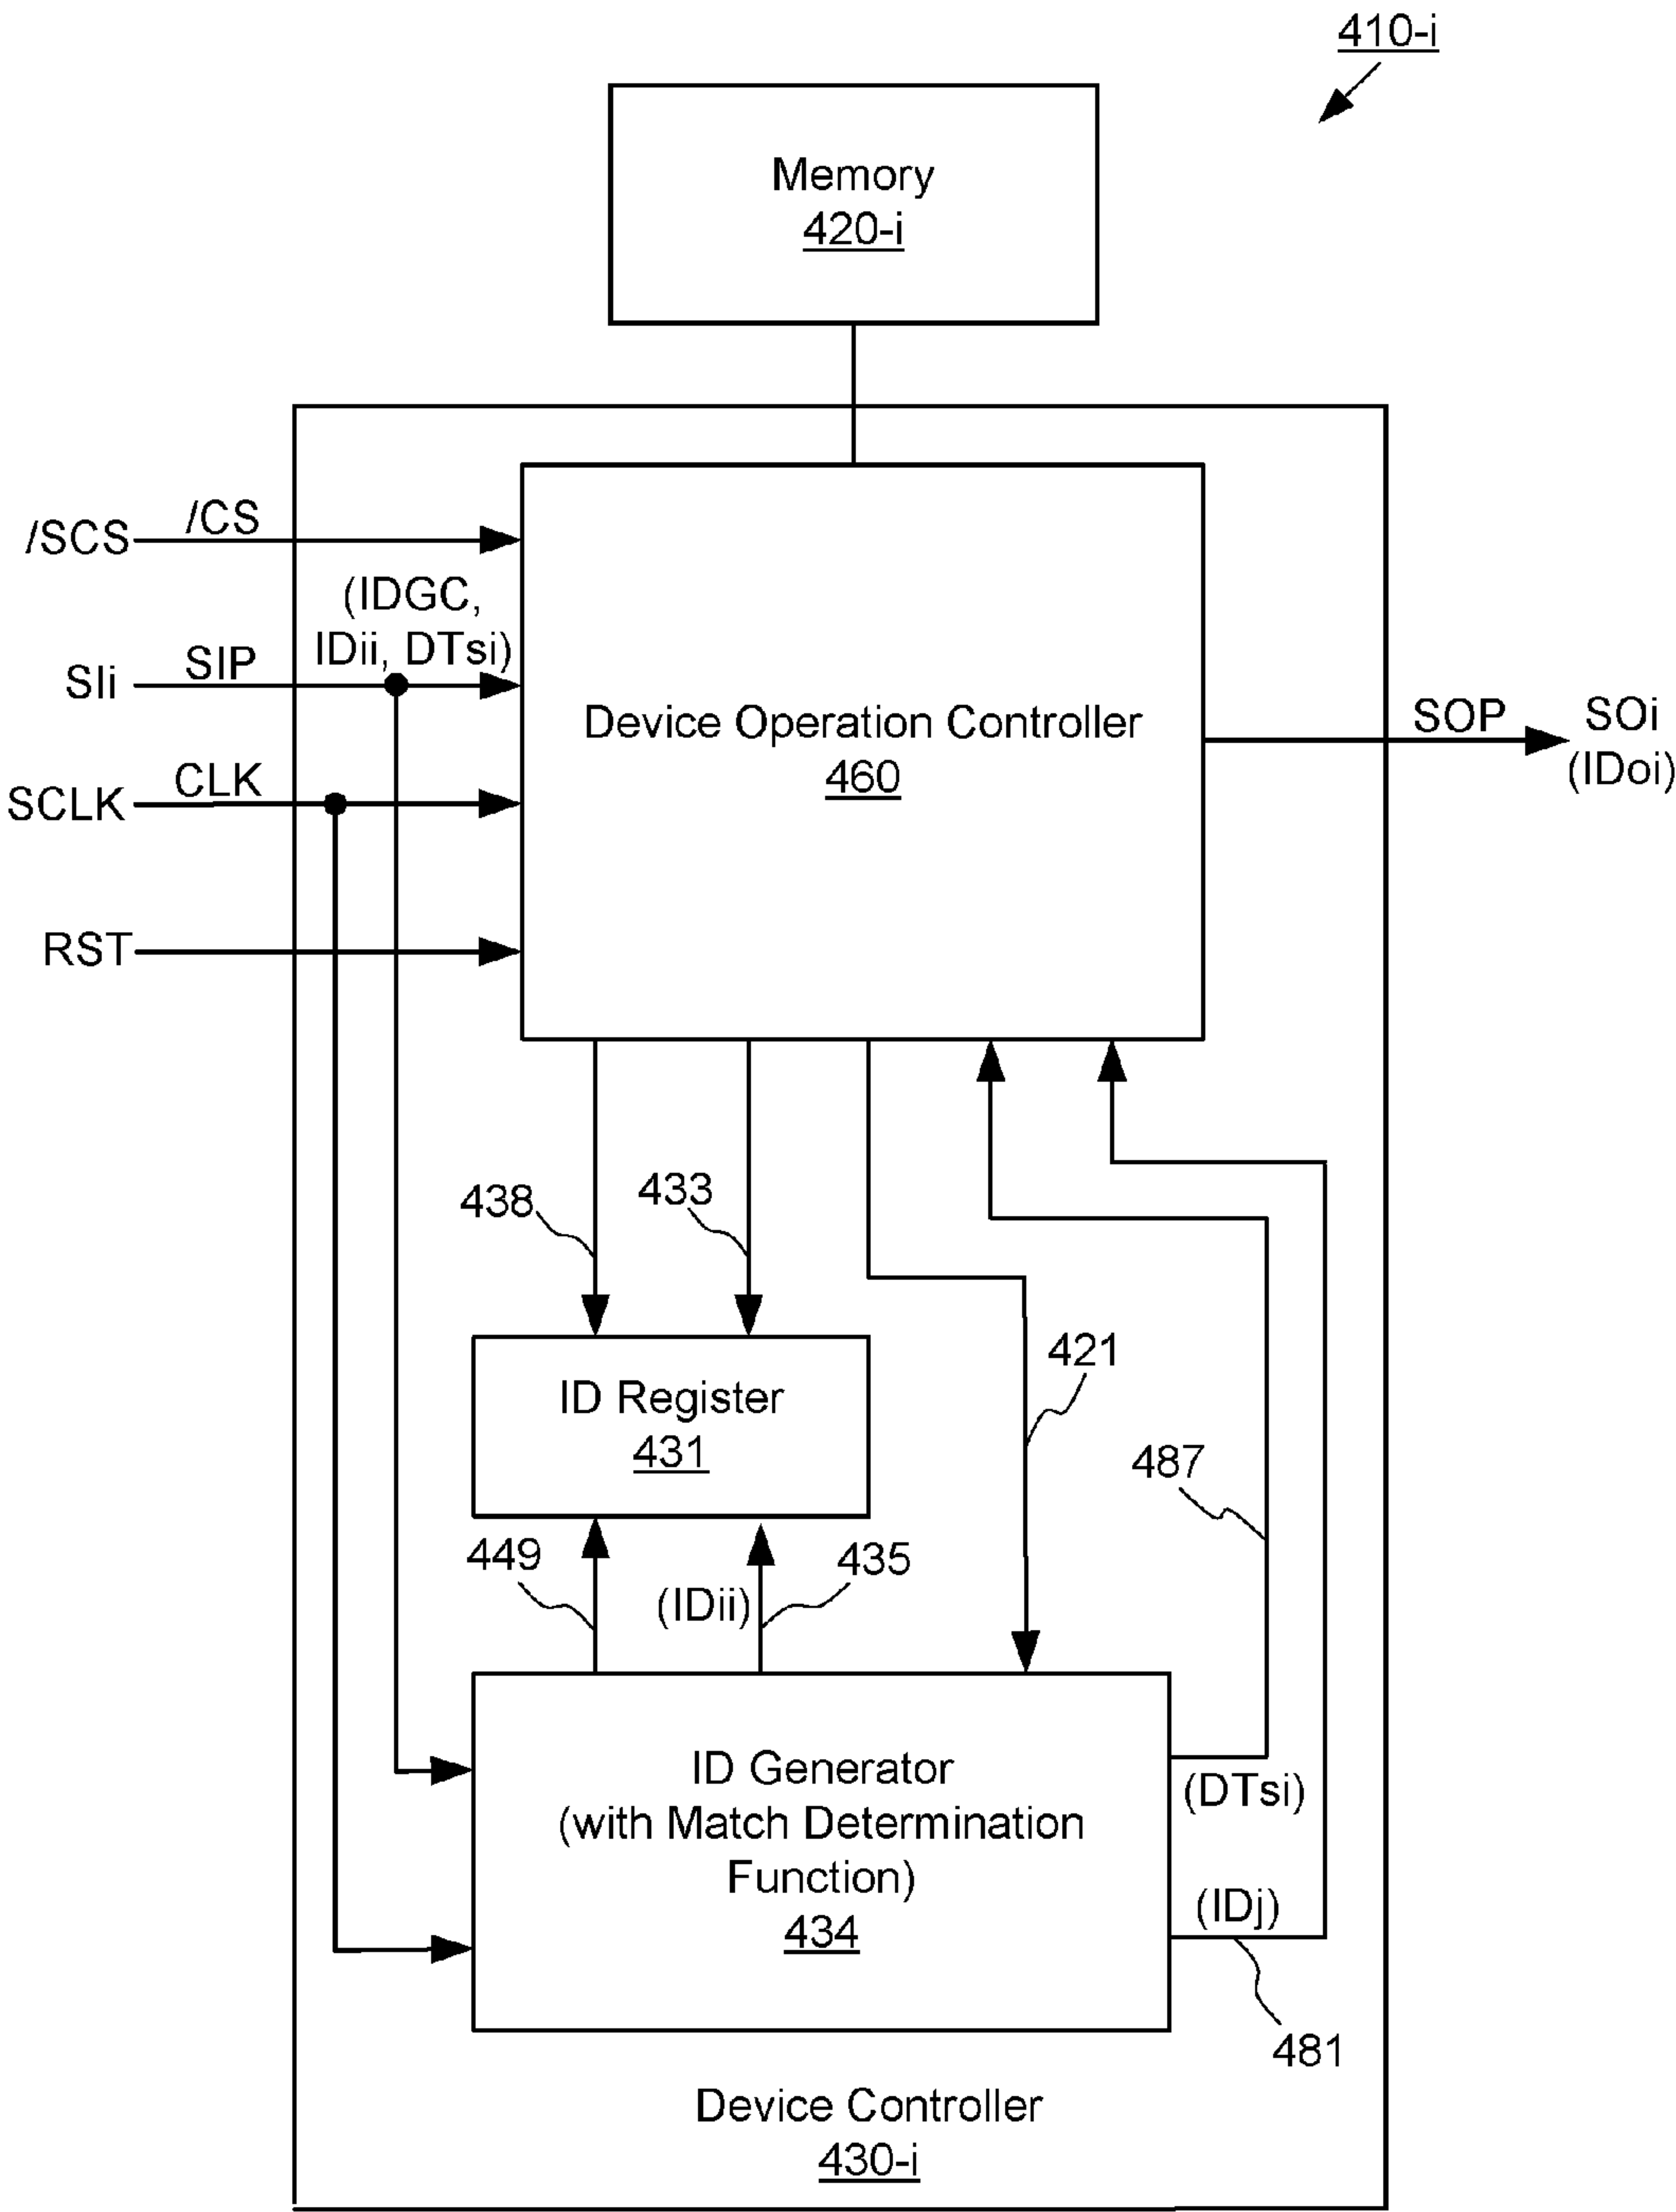 410-i
Memory
420-i
/SCS
/CS
(IDGC,
IDii, DTsi)
SIi
SIP
SCLK
CLK
RST
Device Operation Controller
460
SOP
SOi
(IDoi)
438
433
421
487
ID Register
431
449
(IDii)
435
ID Generator
(with Match Determination
Function)
434
(DTsi)
(IDj)
481
Device Controller
430-i